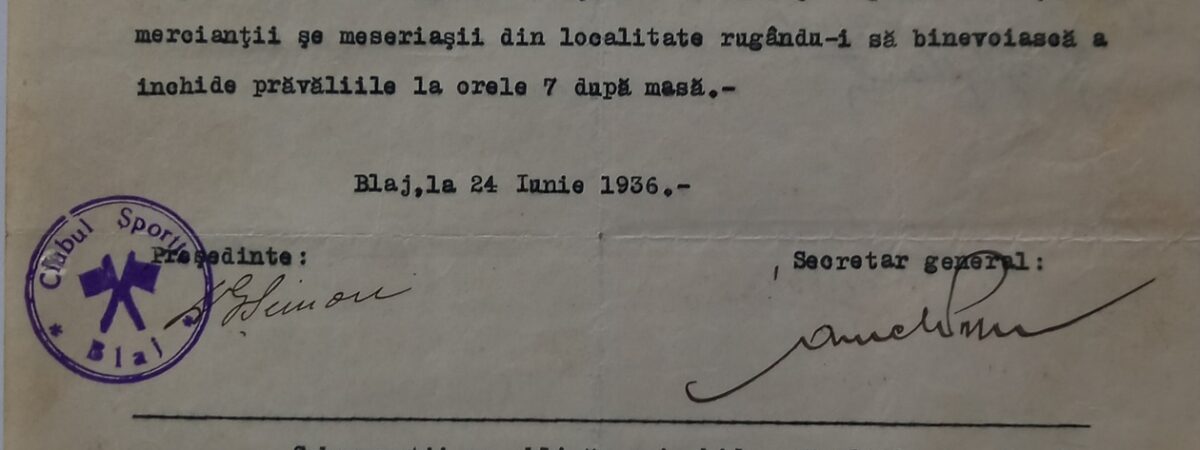 mercianții șe meseriașii din localitate rugându-i să binevoiască a
inchide prăvăliile la orele 7 după masă.-
Blaj,la 24 Iunie 1936.-
Clubul Sportiv
Blaj
Președinte:
Simon
Secretar general: